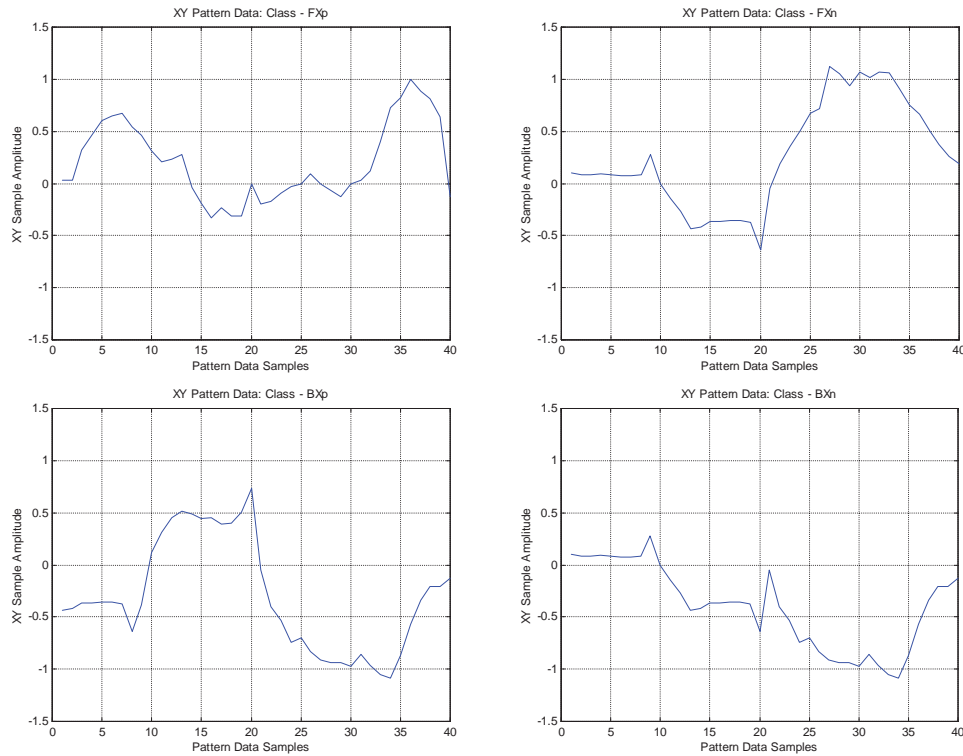 XY Pattern Data: Class - FXp
1.5
1
0.5
0
-0.5
-1
-1.5
XY Sample Amplitude
0 5 10 15 20 25 30 35 40
Pattern Data Samples
XY Pattern Data: Class - FXn
1.5
1
0.5
0
-0.5
-1
-1.5
XY Sample Amplitude
0 5 10 15 20 25 30 35 40
Pattern Data Samples
XY Pattern Data: Class - BXp
1.5
1
0.5
0
-0.5
-1
-1.5
XY Sample Amplitude
0 5 10 15 20 25 30 35 40
Pattern Data Samples
XY Pattern Data: Class - BXn
1.5
1
0.5
0
-0.5
-1
-1.5
XY Sample Amplitude
0 5 10 15 20 25 30 35 40
Pattern Data Samples